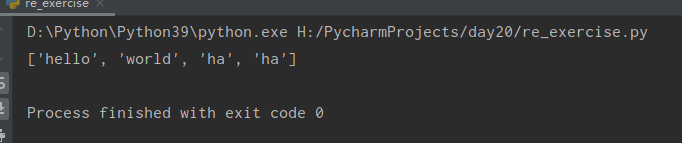 re_exercise ×
D:\Python\Python39\python.exe H:/PycharmProjects/day20/re_exercise.py
['hello', 'world', 'ha', 'ha']
Process finished with exit code 0